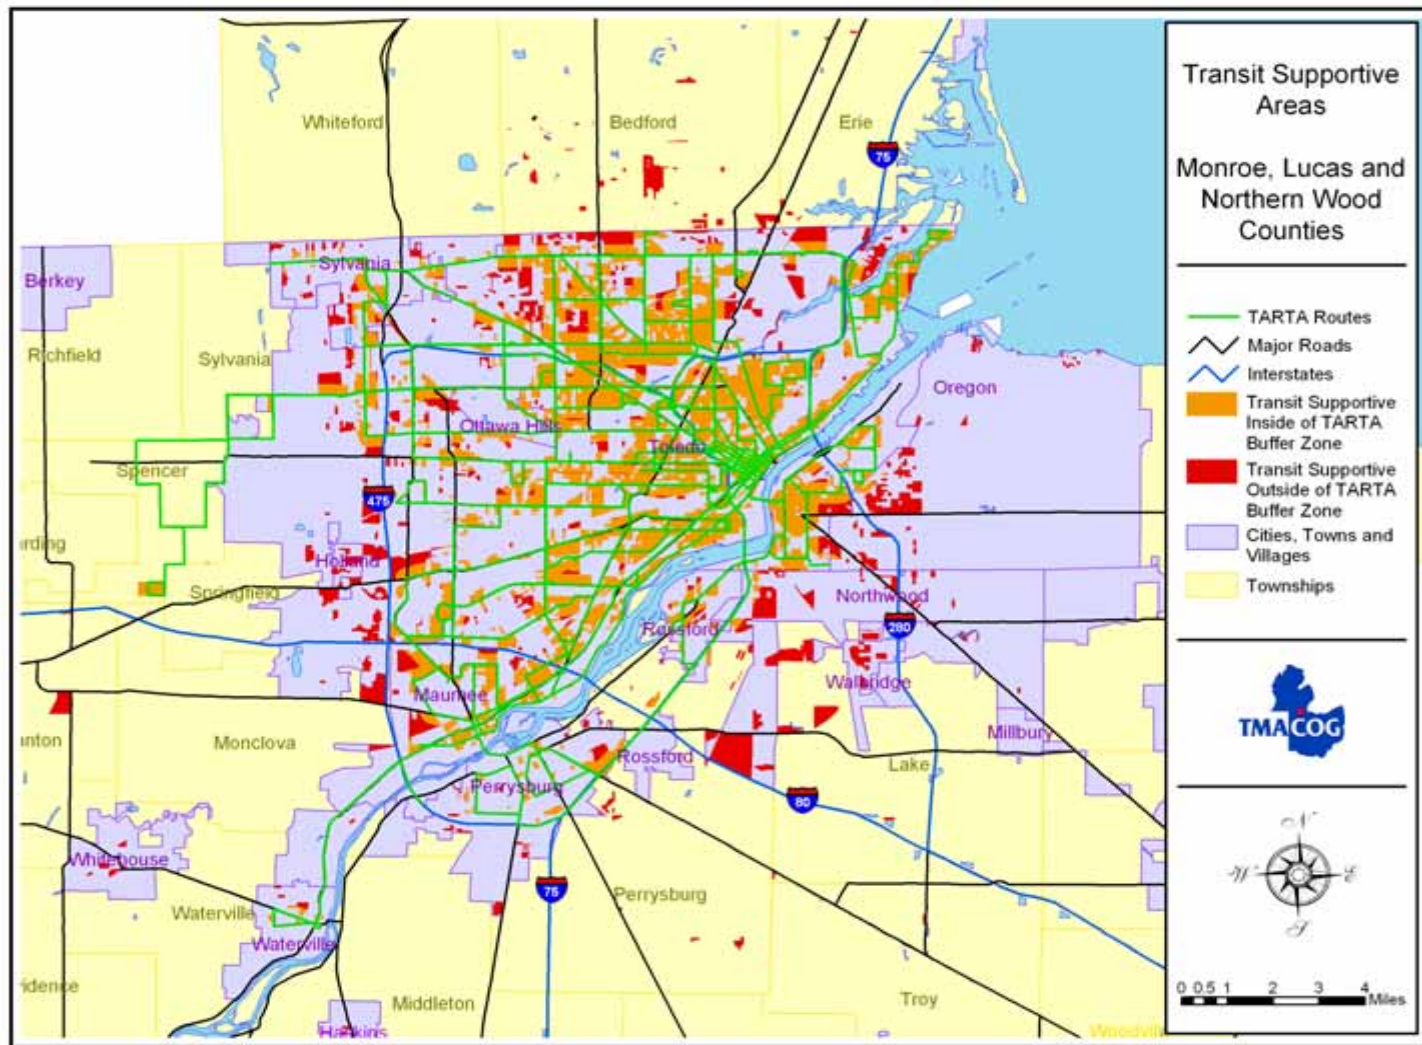 Transit Supportive
Areas
Monroe, Lucas and
Northern Wood
Counties
TARTA Routes
Major Roads
Interstates
Transit Supportive
Inside of TARTA
Buffer Zone
Transit Supportive
Outside of TARTA
Buffer Zone
Cities, Towns and
Villages
Townships
TMACOG
N
W E
S
0 0.5 1 2 3 4
Miles
Whiteford
Bedford
Erie
75
Sylvania
Berkey
Richfield
Sylvania
Oregon
Ottawa Hills
Toledo
Spencer
475
arding
Holland
Springfield
Northwood
280
Rossford
Walbridge
Maumee
anton
Monclova
Millbury
Rossford
Lake
Perrysburg
80
Whitehouse
75
Perrysburg
Waterville
Waterville
vidence
Middleton
Troy
Haskins
Woodvill